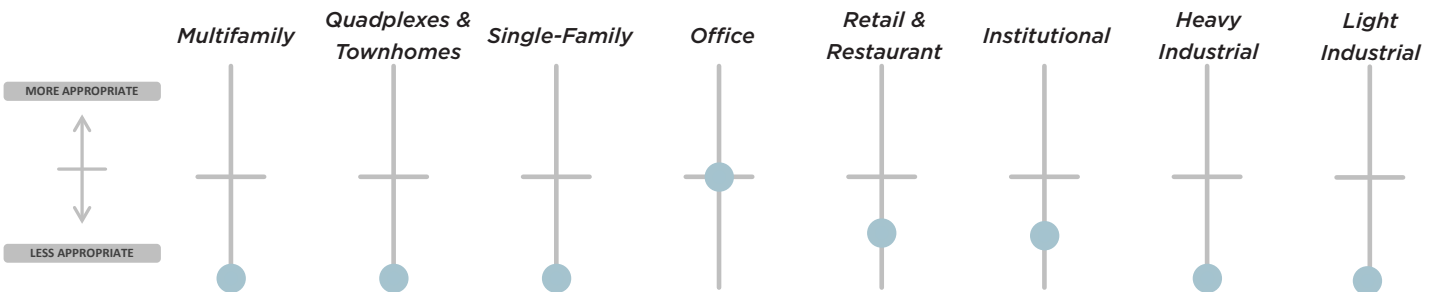 Multifamily
Quadplexes &
Townhomes
Single-Family
Office
Retail &
Restaurant
Institutional
Heavy
Industrial
Light
Industrial
MORE APPROPRIATE
LESS APPROPRIATE